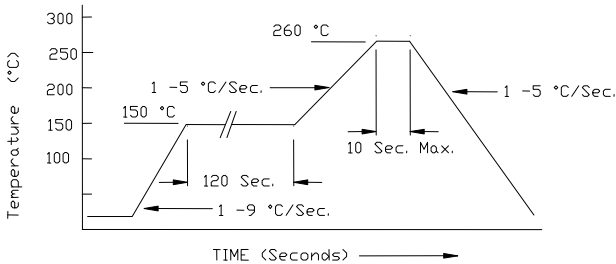 300
260 °C
250
200
1 -5 °C/Sec.
1 -5 °C/Sec.
150 °C
150
10 Sec. Max.
100
120 Sec.
1 -9 °C/Sec.
Temperature (°C)
TIME (Seconds)